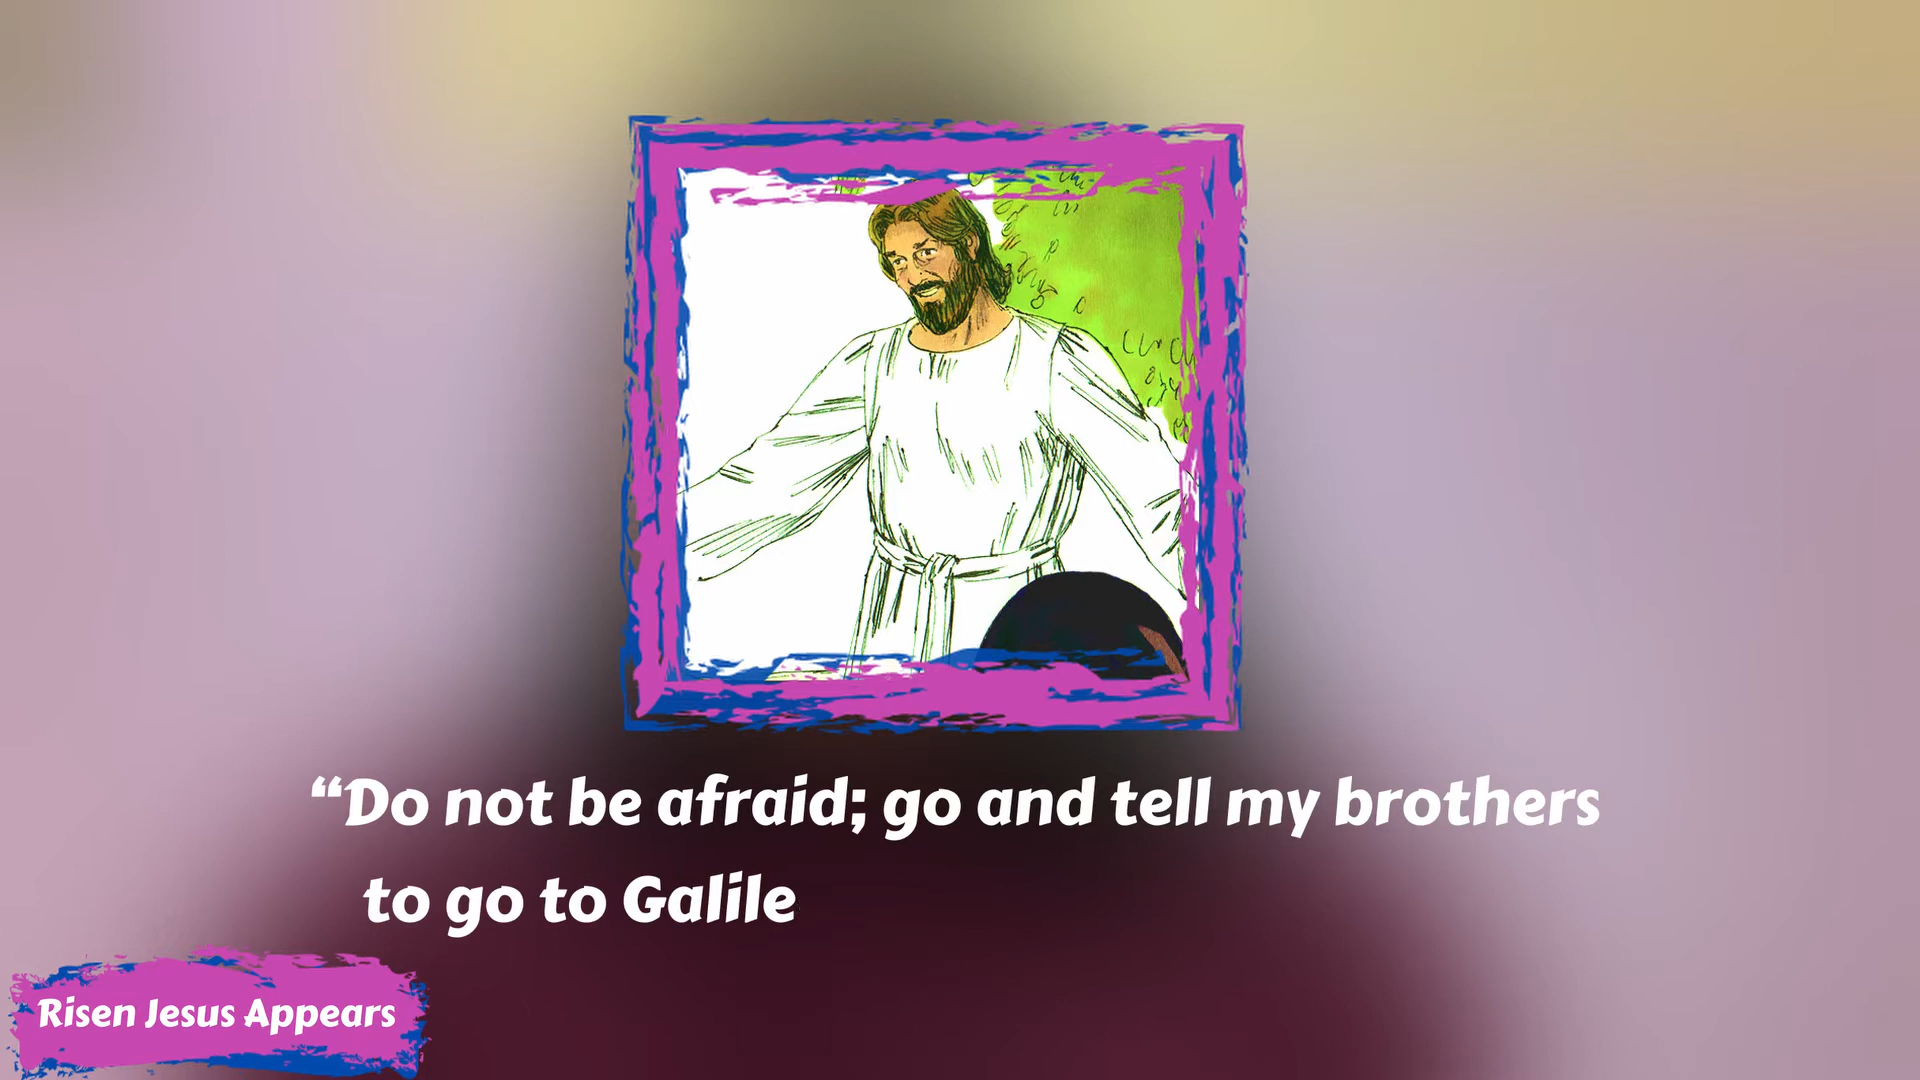 “Do not be afraid; go and tell my brothers
to go to Galile
Risen Jesus Appears